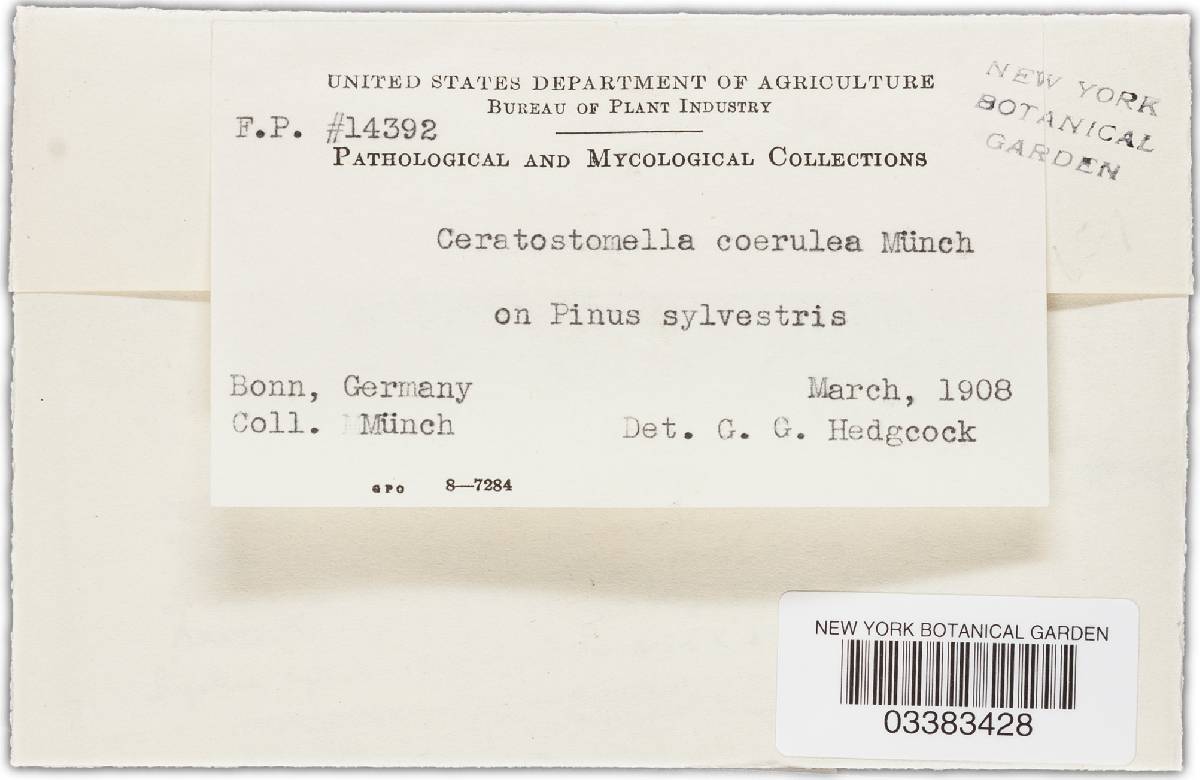 UNITED STATES DEPARTMENT OF AGRICULTURE
BUREAU OF PLANT INDUSTRY
F.P. #14392
PATHOLOGICAL AND MYCOLOGICAL COLLECTIONS
NEW YORK
BOTANICAL
GARDEN
Ceratostomella coerulea Münch
on Pinus sylvestris
Bonn, Germany March, 1908
Coll. Münch Det. G. G. Hedgcock
GPO 8—7284
NEW YORK BOTANICAL GARDEN
03383428